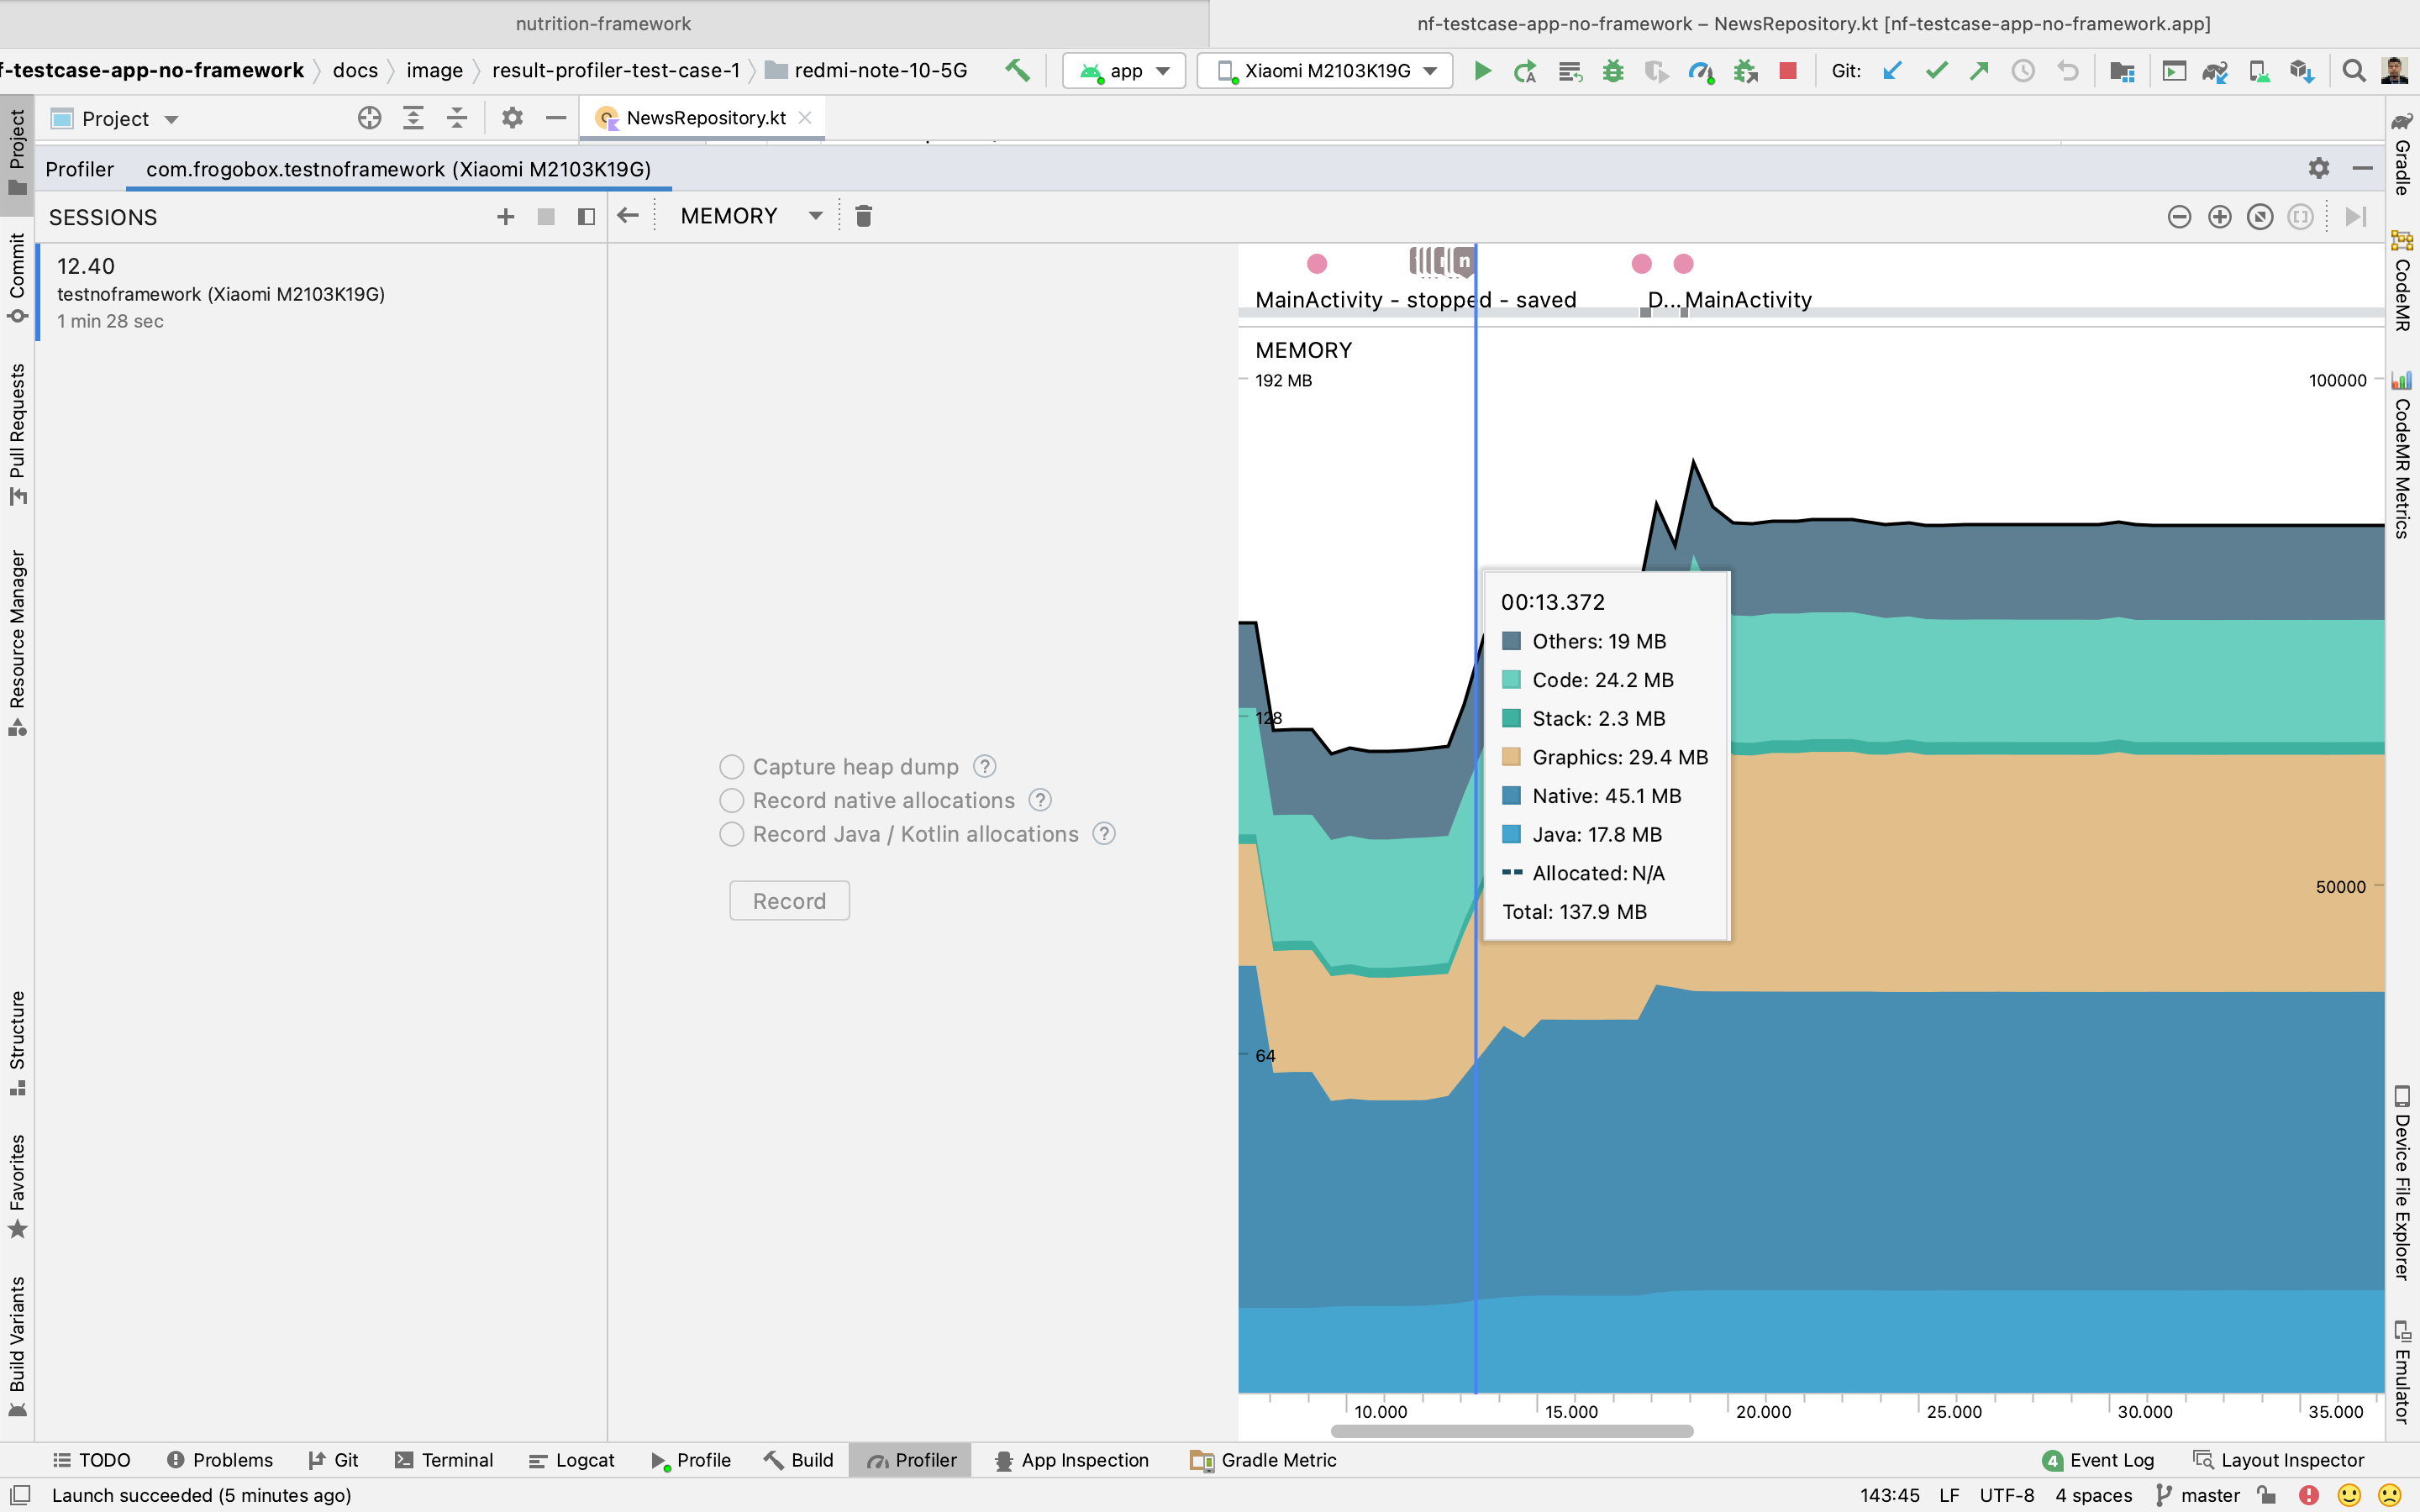 nutrition-framework
nf-testcase-app-no-framework – NewsRepository.kt [nf-testcase-app-no-framework.app]
f-testcase-app-no-framework docs image result-profiler-test-case-1 redmi-note-10-5G app Xiaomi M2103K19G Git:
Project NewsRepository.kt
Profiler com.frogobox.testnoframework (Xiaomi M2103K19G)
SESSIONS MEMORY
12.40
testnoframework (Xiaomi M2103K19G)
1 min 28 sec
n
MainActivity - stopped - saved D... MainActivity
MEMORY
192 MB
100000
128
50000
64
00:13.372
Others: 19 MB
Code: 24.2 MB
Stack: 2.3 MB
Graphics: 29.4 MB
Native: 45.1 MB
Java: 17.8 MB
Allocated: N/A
Total: 137.9 MB
Capture heap dump ?
Record native allocations ?
Record Java / Kotlin allocations ?
Record
10.000 15.000 20.000 25.000 30.000 35.000
Project
Commit
Pull Requests
Resource Manager
Structure
Favorites
Build Variants
Gradle
CodeMR
CodeMR Metrics
Device File Explorer
Emulator
TODO Problems Git Terminal Logcat Profile Build Profiler App Inspection Gradle Metric 4 Event Log Layout Inspector
Launch succeeded (5 minutes ago) 143:45 LF UTF-8 4 spaces master